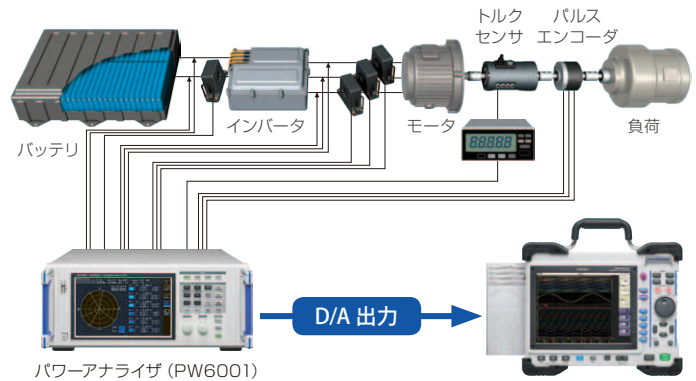 トルク
センサ
パルス
エンコーダ
バッテリ
インバータ
モータ
負荷
パワーアナライザ（PW6001）
D/A 出力